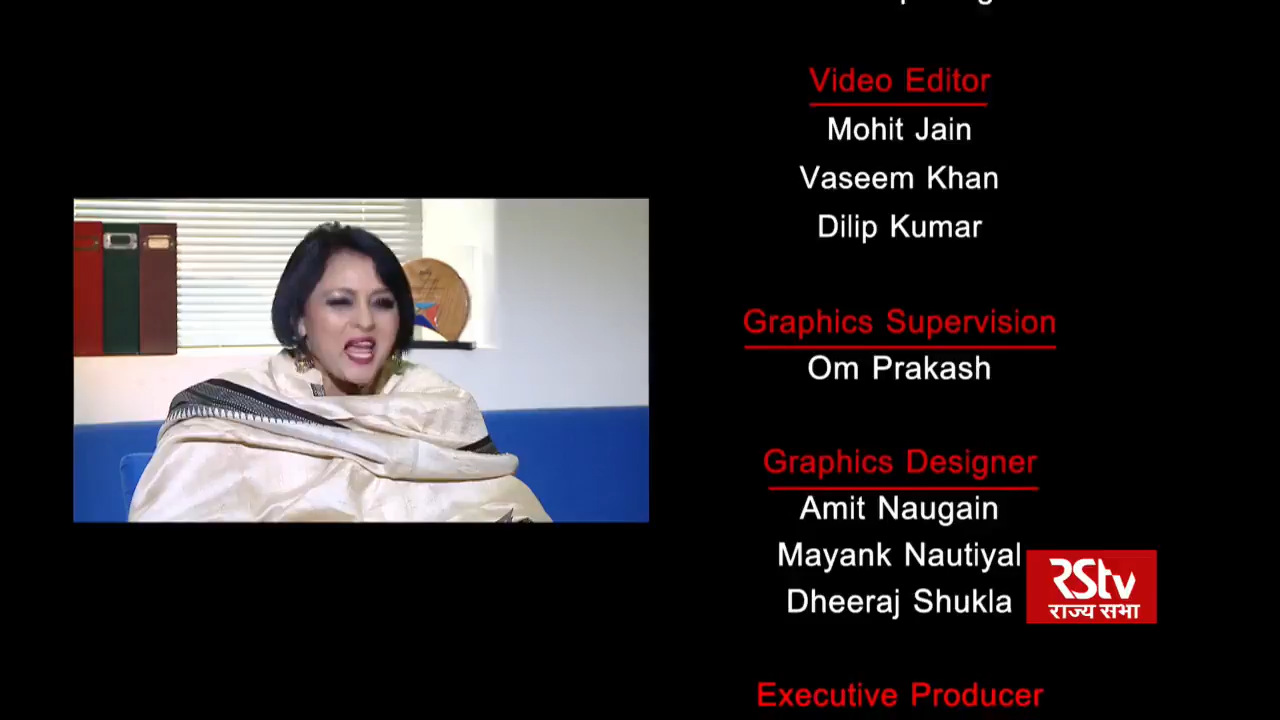 Video Editor
Mohit Jain
Vaseem Khan
Dilip Kumar
Graphics Supervision
Om Prakash
Graphics Designer
Amit Naugain
Mayank Nautiyal
Dheeraj Shukla
RStv
राज्य सभा
Executive Producer